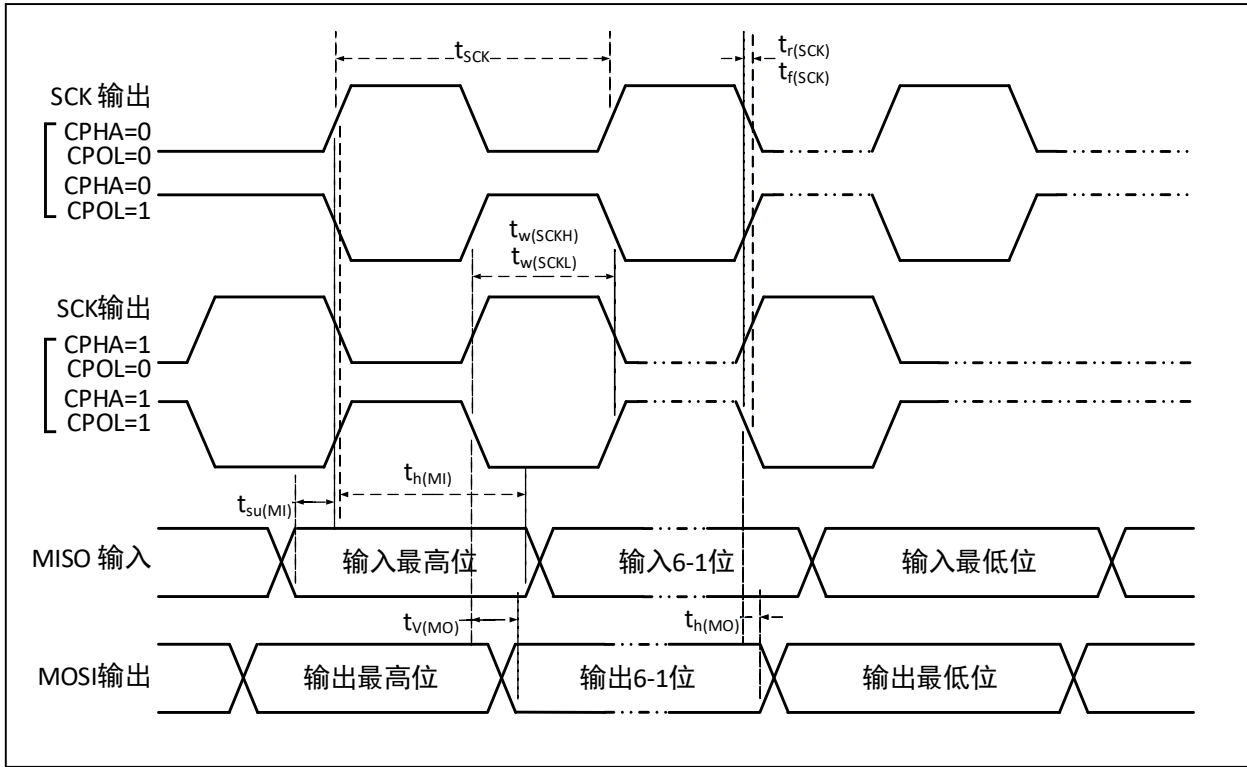 tSCK
tr(SCK)
tf(SCK)
SCK 输出
CPHA=0
CPOL=0
CPHA=0
CPOL=1
tw(SCKH)
tw(SCKL)
SCK输出
CPHA=1
CPOL=0
CPHA=1
CPOL=1
th(MI)
tsu(MI)
MISO 输入
输入最高位
输入6-1位
输入最低位
tV(MO)
th(MO)
MOSI输出
输出最高位
输出6-1位
输出最低位